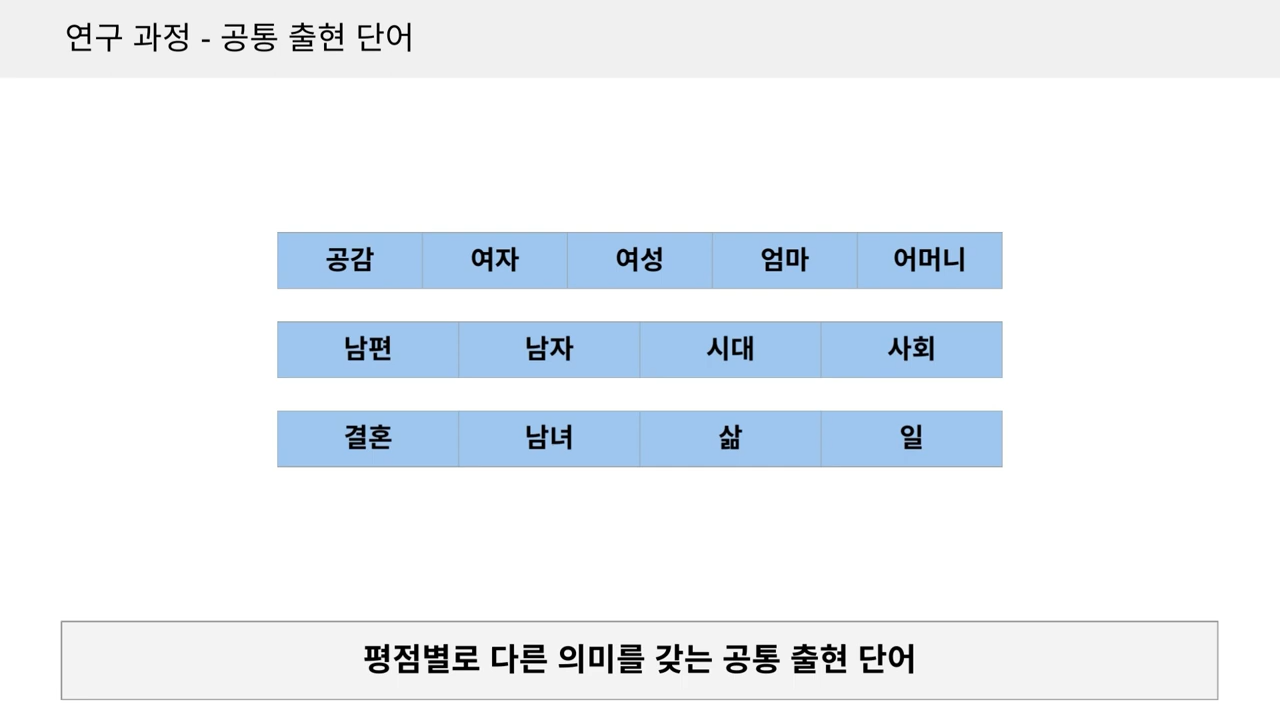 연구 과정 - 공통 출현 단어
공감 여자 여성 엄마 어머니
남편 남자 시대 사회
결혼 남녀 삶 일
평점별로 다른 의미를 갖는 공통 출현 단어